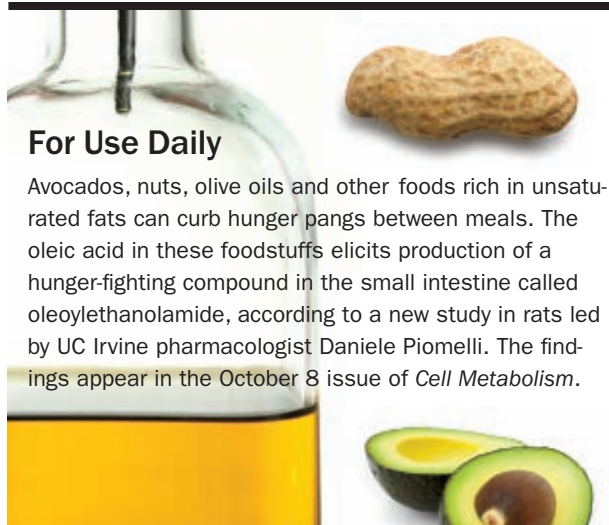 For Use Daily
Avocados, nuts, olive oils and other foods rich in unsatu-
rated fats can curb hunger pangs between meals. The
oleic acid in these foodstuffs elicits production of a
hunger-fighting compound in the small intestine called
oleoylethanolamide, according to a new study in rats led
by UC Irvine pharmacologist Daniele Piomelli. The find-
ings appear in the October 8 issue of Cell Metabolism.